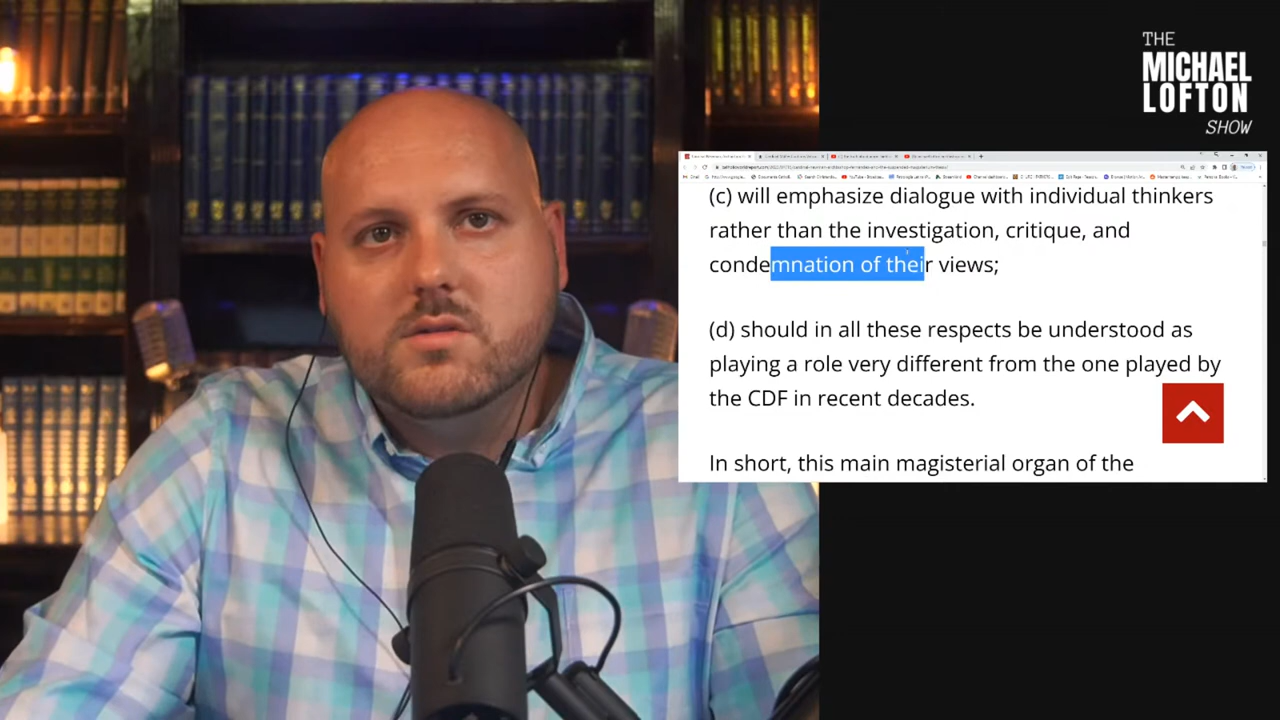 THE
MICHAEL
LOFTON
SHOW
(c) will emphasize dialogue with individual thinkers
rather than the investigation, critique, and
condemnation of their views;
(d) should in all these respects be understood as
playing a role very different from the one played by
the CDF in recent decades.
In short, this main magisterial organ of the